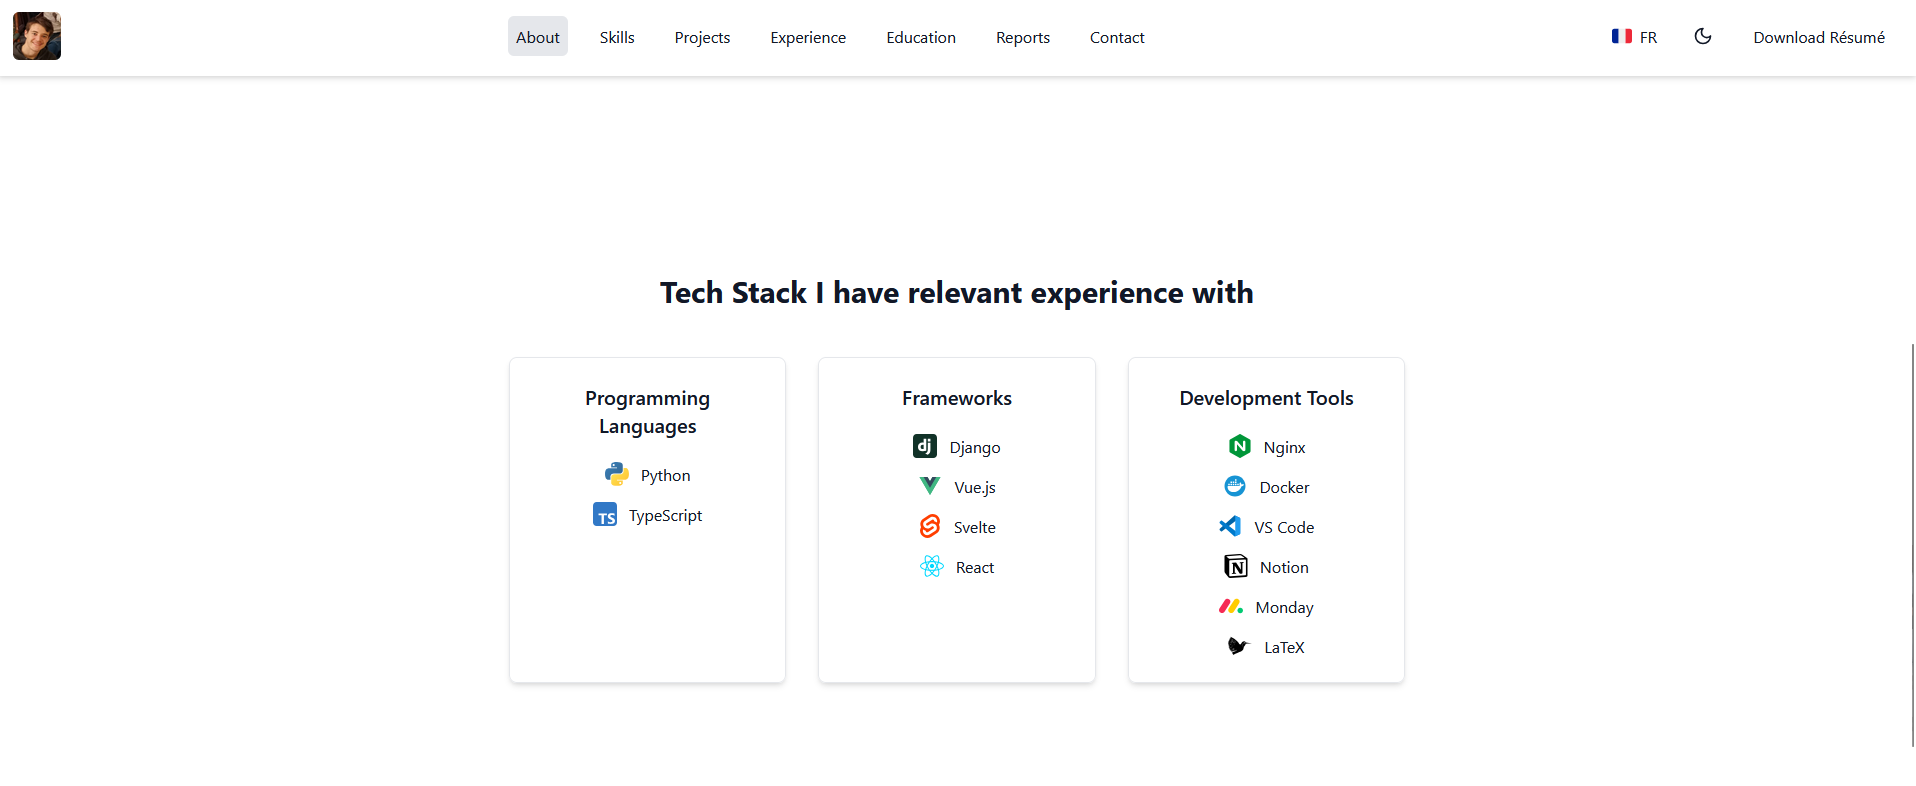 About Skills Projects Experience Education Reports Contact FR Download Résumé
Tech Stack I have relevant experience with
Programming
Languages
Python
TS TypeScript
Frameworks
dj Django
Vue.js
Svelte
React
Development Tools
N Nginx
Docker
VS Code
N Notion
Monday
LaTeX